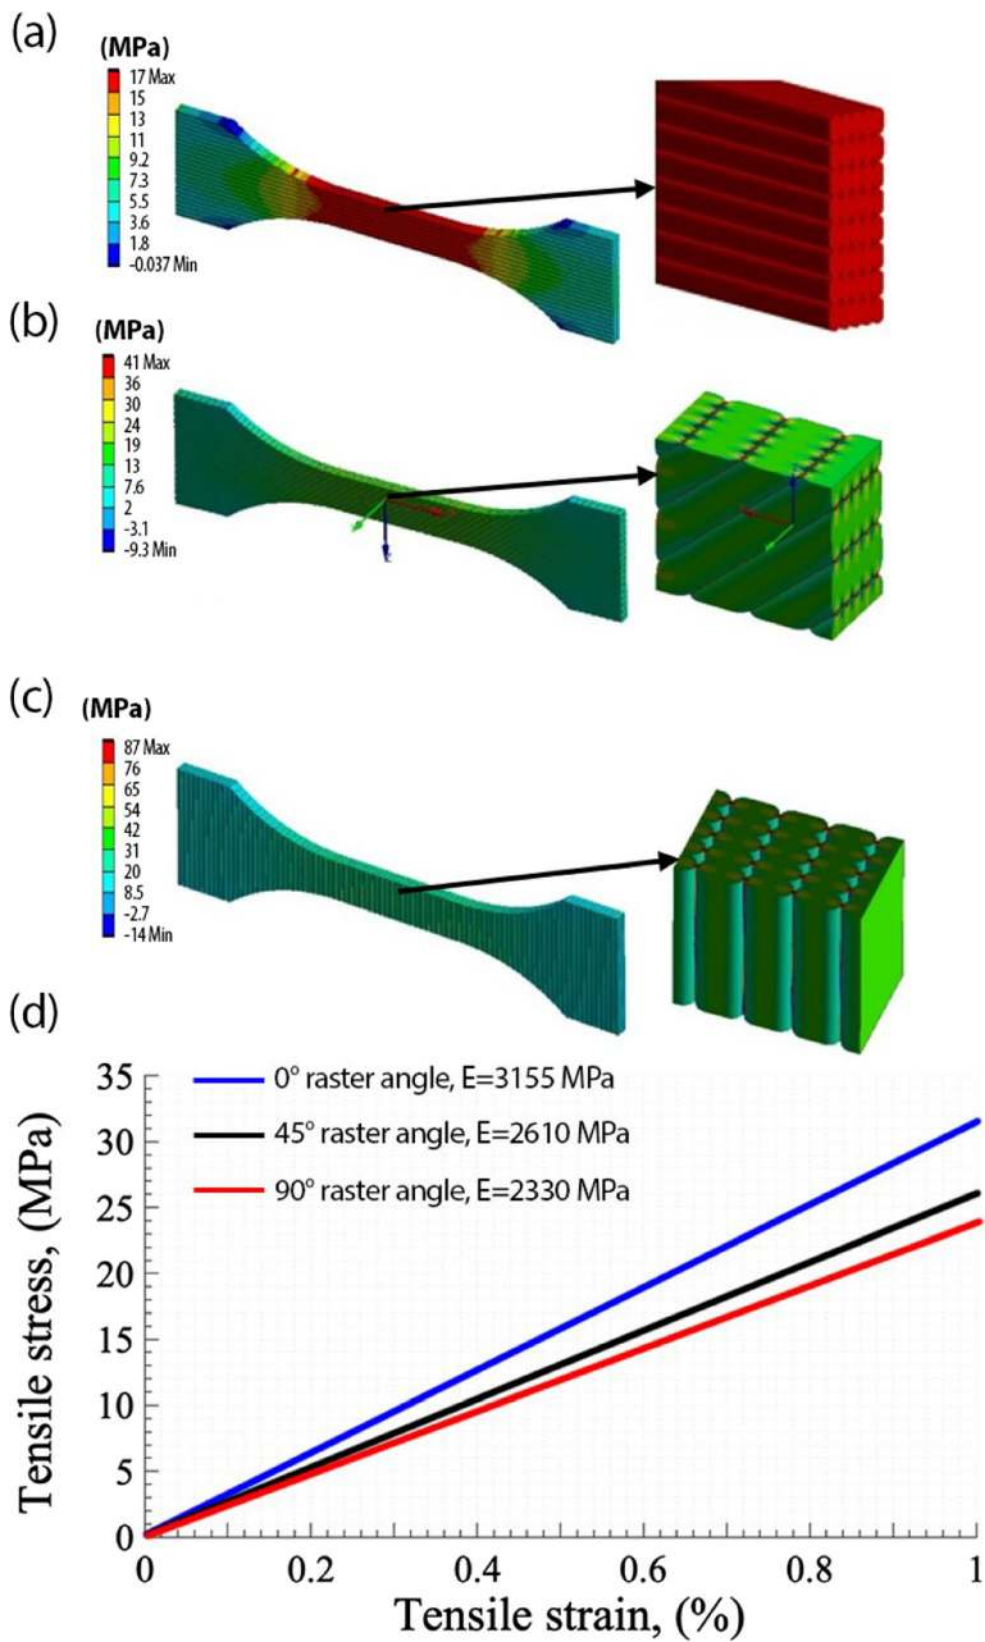 (a)
(MPa)
17 Max
15
13
11
9.2
7.3
5.5
3.6
1.8
-0.037 Min
(b)
(MPa)
41 Max
36
30
24
19
13
7.6
2
-3.1
-9.3 Min
(c)
(MPa)
87 Max
76
65
54
42
31
20
8.5
-2.7
-14 Min
(d)
0° raster angle, E=3155 MPa
45° raster angle, E=2610 MPa
90° raster angle, E=2330 MPa
Tensile stress, (MPa)
35
30
25
20
15
10
5
0
0 0.2 0.4 0.6 0.8 1
Tensile strain, (%)